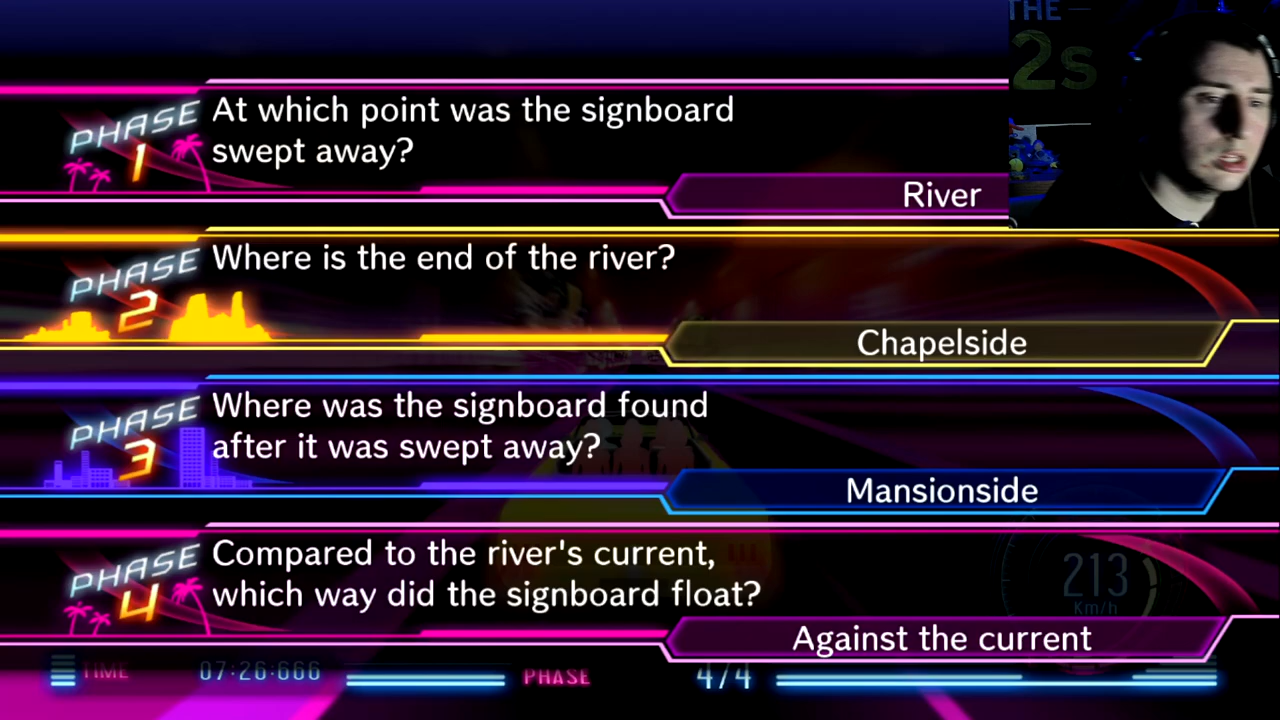 THE
2s
PHASE 1
At which point was the signboard
swept away?
River
PHASE 2
Where is the end of the river?
Chapelside
PHASE 3
Where was the signboard found
after it was swept away?
Mansionside
PHASE 4
Compared to the river's current,
which way did the signboard float?
Against the current
213
Km/h
TIME 07:26:666 PHASE 4/4